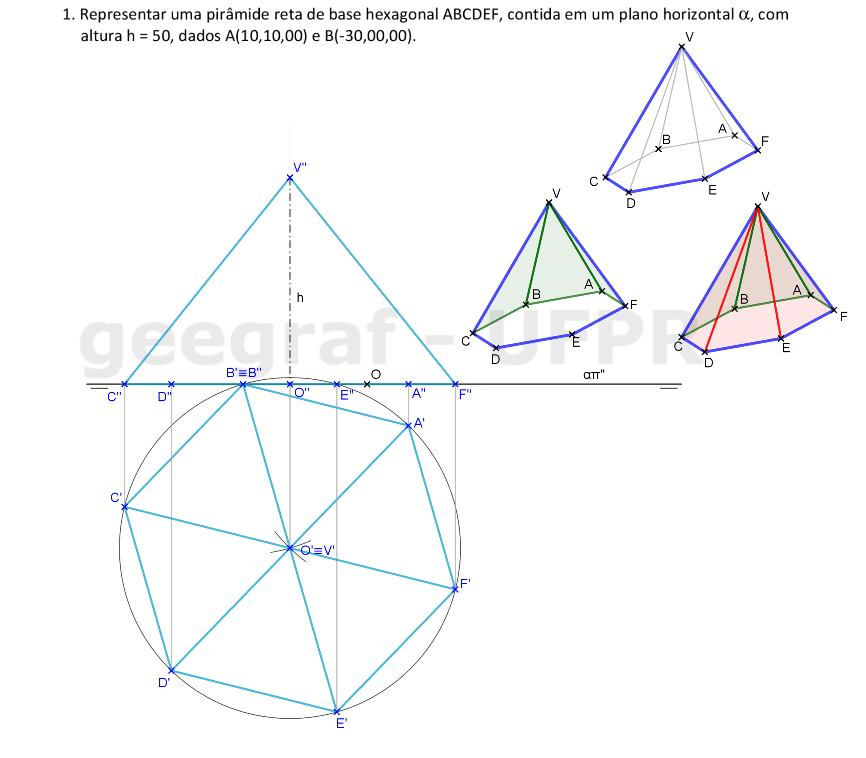 1. Representar uma pirâmide reta de base hexagonal ABCDEF, contida em um plano horizontal α, com
altura h = 50, dados A(10,10,00) e B(-30,00,00).
V
B
A
F
C
E
D
V''
V
V
h
B
A
F
C
E
D
B
A
F
C
E
D
geegraf - UFPR
B'≡B''
O
απ''
C''
D''
O''
E''
A''
F''
A'
C'
O'≡V'
F'
D'
E'